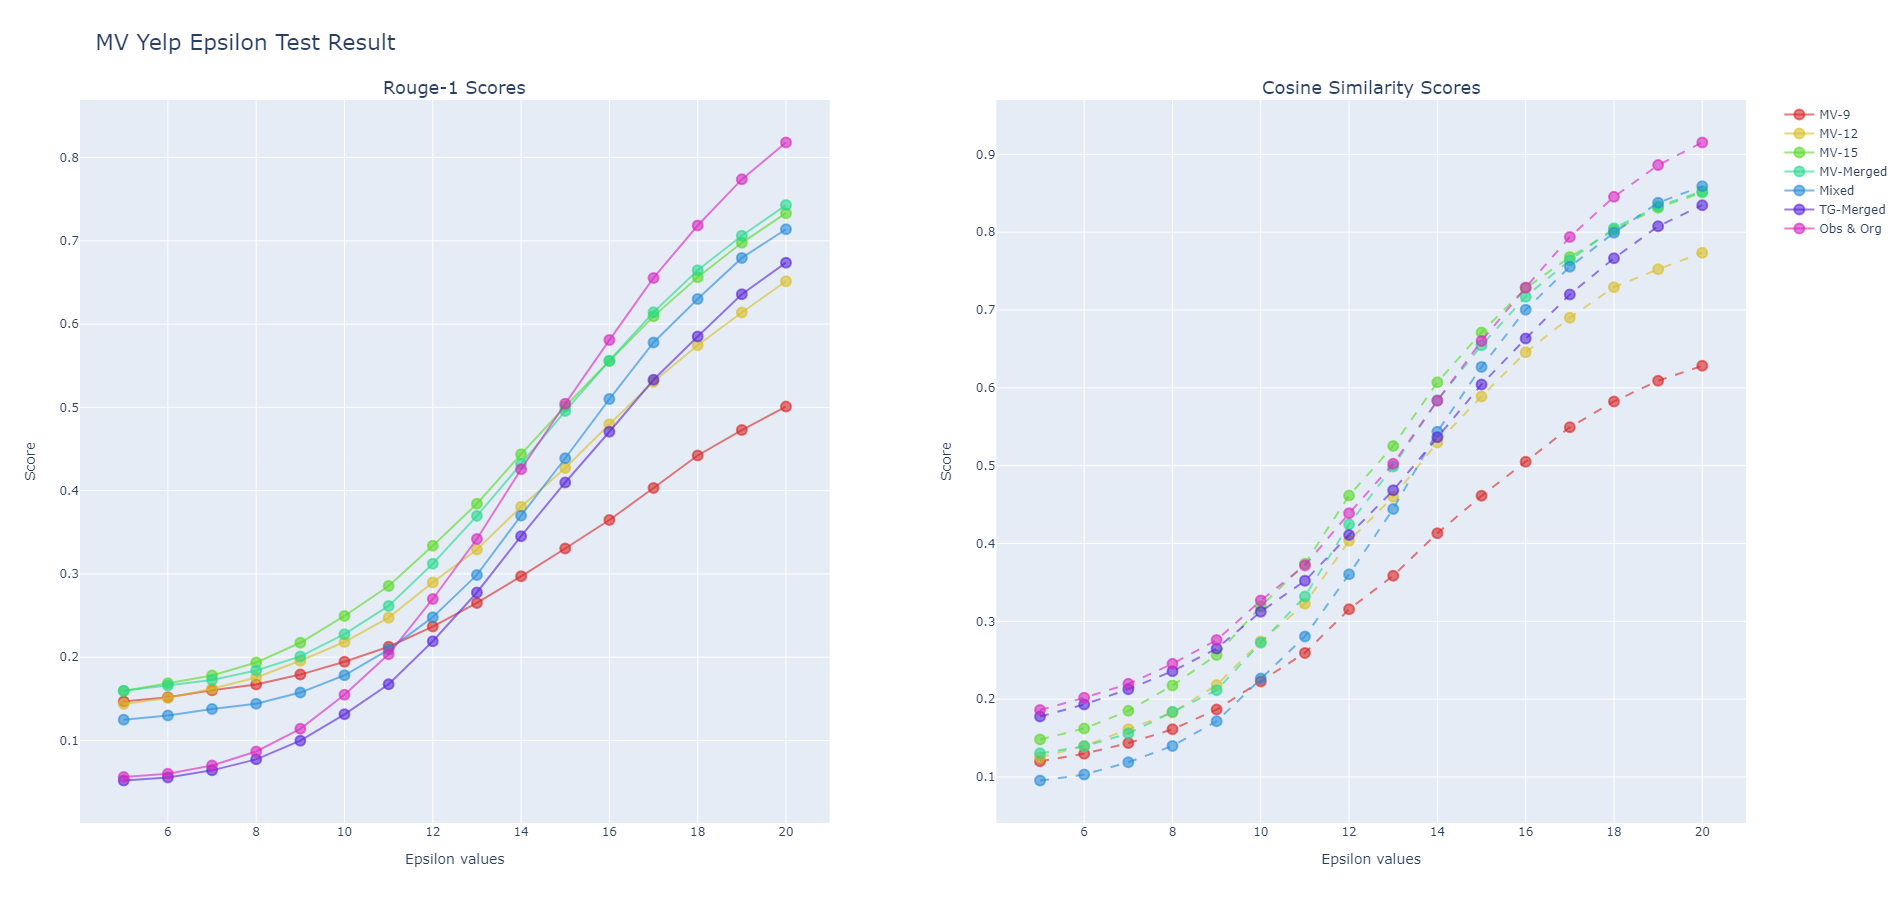 MV Yelp Epsilon Test Result
Rouge-1 Scores
Score
0.8
0.7
0.6
0.5
0.4
0.3
0.2
0.1
6 8 10 12 14 16 18 20
Epsilon values
Cosine Similarity Scores
Score
0.9
0.8
0.7
0.6
0.5
0.4
0.3
0.2
0.1
6 8 10 12 14 16 18 20
Epsilon values
MV-9
MV-12
MV-15
MV-Merged
Mixed
TG-Merged
Obs & Org